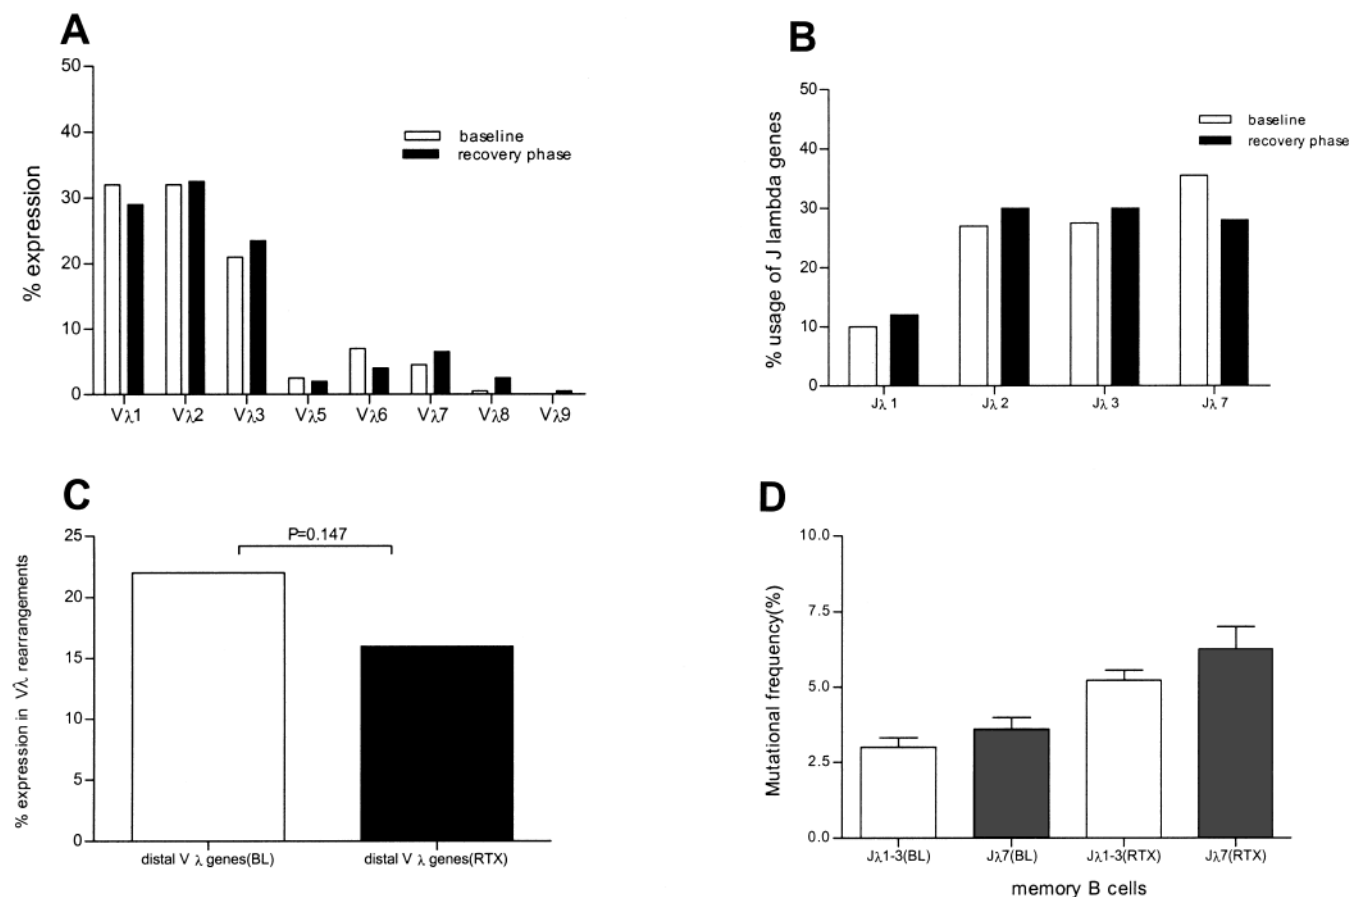 A
50
40
30
20
10
0
% expression
baseline
recovery phase
Vλ1 Vλ2 Vλ3 Vλ5 Vλ6 Vλ7 Vλ8 Vλ9
B
50
40
30
20
10
0
% usage of J lambda genes
baseline
recovery phase
Jλ 1 Jλ 2 Jλ 3 Jλ 7
C
25
20
15
10
5
0
% expression in Vλ rearrangements
P=0.147
distal V λ genes(BL) distal V λ genes(RTX)
D
10.0
7.5
5.0
2.5
0.0
Mutational frequency(%)
Jλ1-3(BL) Jλ7(BL) Jλ1-3(RTX) Jλ7(RTX)
memory B cells